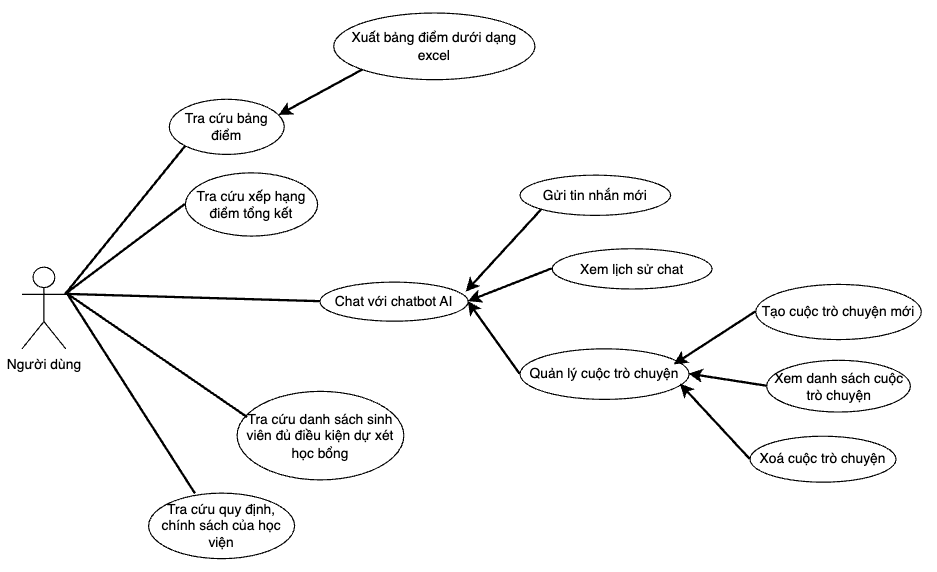 Xuất bảng điểm dưới dạng
excel
Tra cứu bảng
điểm
Tra cứu xếp hạng
điểm tổng kết
Gửi tin nhắn mới
Xem lịch sử chat
Chat với chatbot AI
Tạo cuộc trò chuyện mới
Người dùng
Quản lý cuộc trò chuyện
Xem danh sách cuộc
trò chuyện
Tra cứu danh sách sinh
viên đủ điều kiện dự xét
học bổng
Xoá cuộc trò chuyện
Tra cứu quy định,
chính sách của học
viện